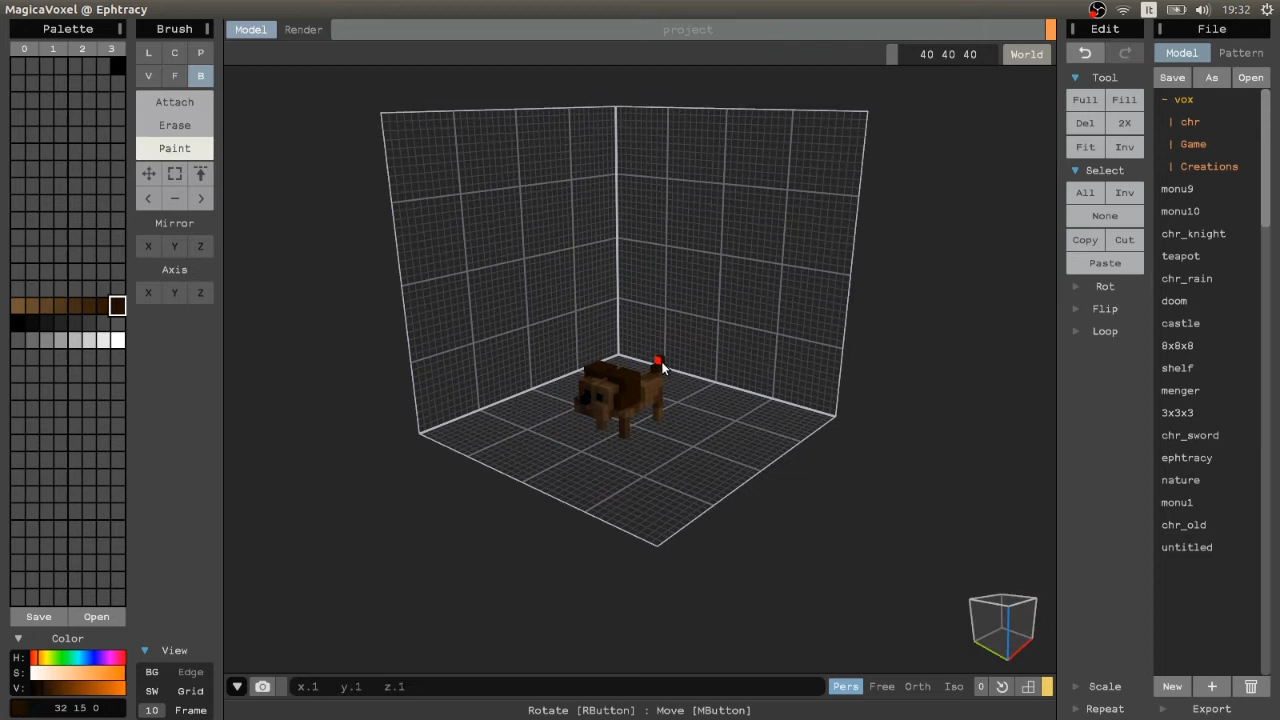 MagicaVoxel @ Ephtracy
It
19:32
Palette
Brush
Model
Render
project
Edit
File
0 1 2 3
L C P
V F B
Attach
Erase
Paint
< − >
Mirror
X Y Z
Axis
X Y Z
40 40 40
World
Tool
Full Fill
Del 2X
Fit Inv
Select
All Inv
None
Copy Cut
Paste
Rot
Flip
Loop
Model Pattern
Save As Open
− vox
| chr
| Game
| Creations
monu9
monu10
chr_knight
teapot
chr_rain
doom
castle
8x8x8
shelf
menger
3x3x3
chr_sword
ephtracy
nature
monu1
chr_old
untitled
Save Open
Color
H:
S:
V:
32 15 0
View
BG Edge
SW Grid
10 Frame
x.1 y.1 z.1
Pers Free Orth Iso 0
Rotate [RButton] : Move [MButton]
Scale
Repeat
New +
Export